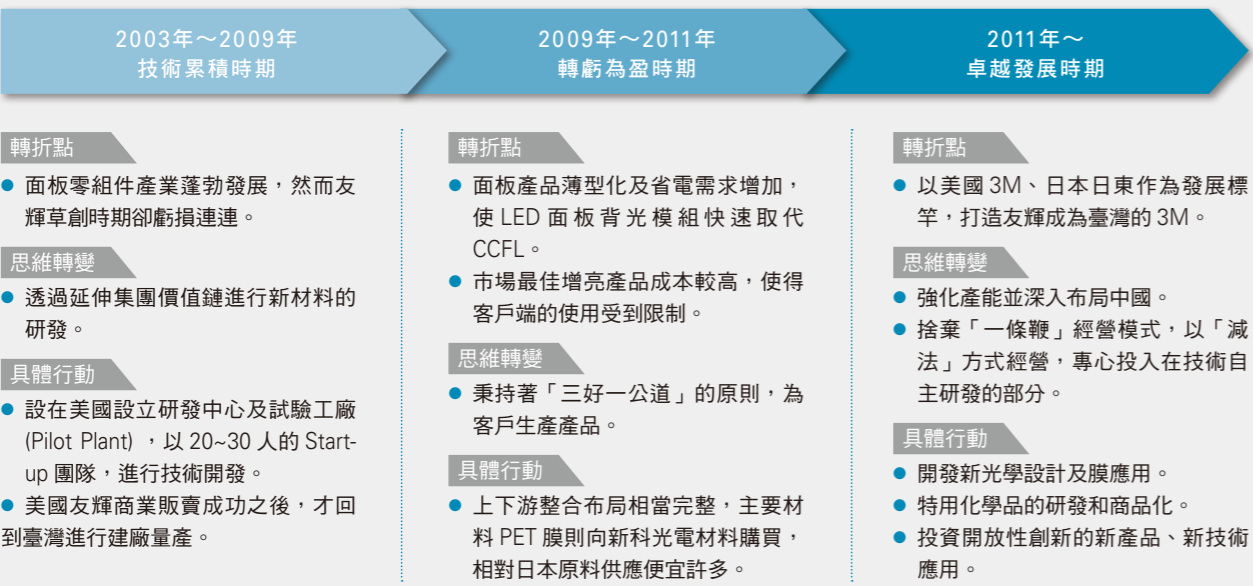 2003年～2009年
技術累積時期
2009年～2011年
轉虧為盈時期
2011年～
卓越發展時期
轉折點
● 面板零組件產業蓬勃發展，然而友
輝草創時期卻虧損連連。
思維轉變
● 透過延伸集團價值鏈進行新材料的
研發。
具體行動
● 設在美國設立研發中心及試驗工廠
(Pilot Plant) ，以 20~30 人的 Start-
up 團隊，進行技術開發。
● 美國友輝商業販賣成功之後，才回
到臺灣進行建廠量產。
轉折點
● 面板產品薄型化及省電需求增加，
使 LED 面板背光模組快速取代
CCFL。
● 市場最佳增亮產品成本較高，使得
客戶端的使用受到限制。
思維轉變
● 秉持著「三好一公道」的原則，為
客戶生產產品。
具體行動
● 上下游整合布局相當完整，主要材
料 PET 膜則向新科光電材料購買，
相對日本原料供應便宜許多。
轉折點
● 以美國 3M、日本日東作為發展標
竿，打造友輝成為臺灣的 3M。
思維轉變
● 強化產能並深入布局中國。
● 捨棄「一條鞭」經營模式，以「減
法」方式經營，專心投入在技術自
主研發的部分。
具體行動
● 開發新光學設計及膜應用。
● 特用化學品的研發和商品化。
● 投資開放性創新的新產品、新技術
應用。